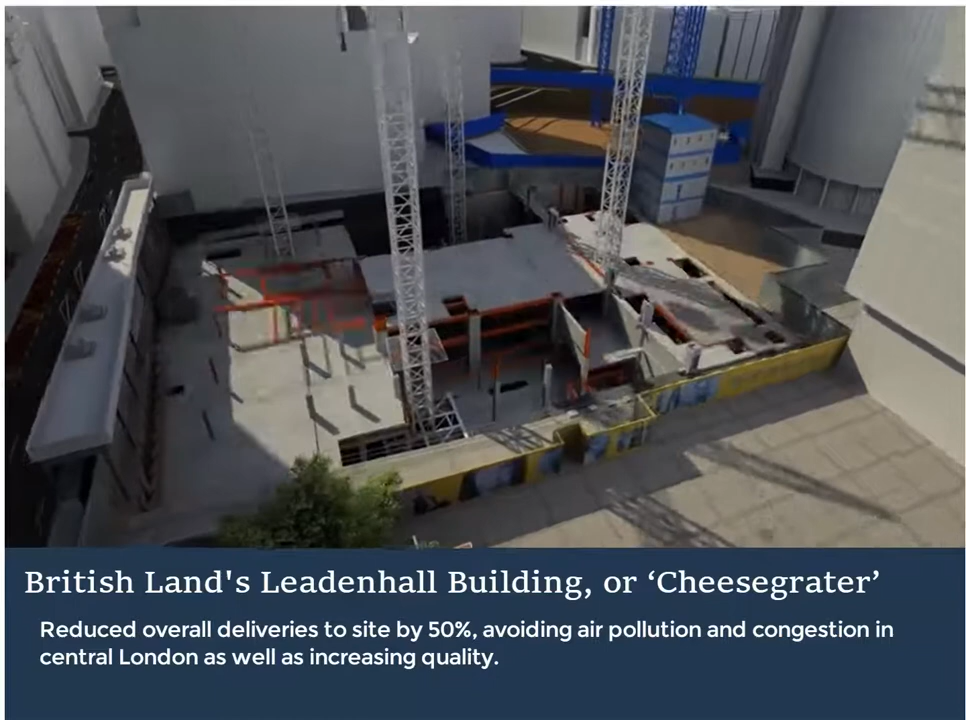 British Land's Leadenhall Building, or ‘Cheesegrater’
Reduced overall deliveries to site by 50%, avoiding air pollution and congestion in
central London as well as increasing quality.